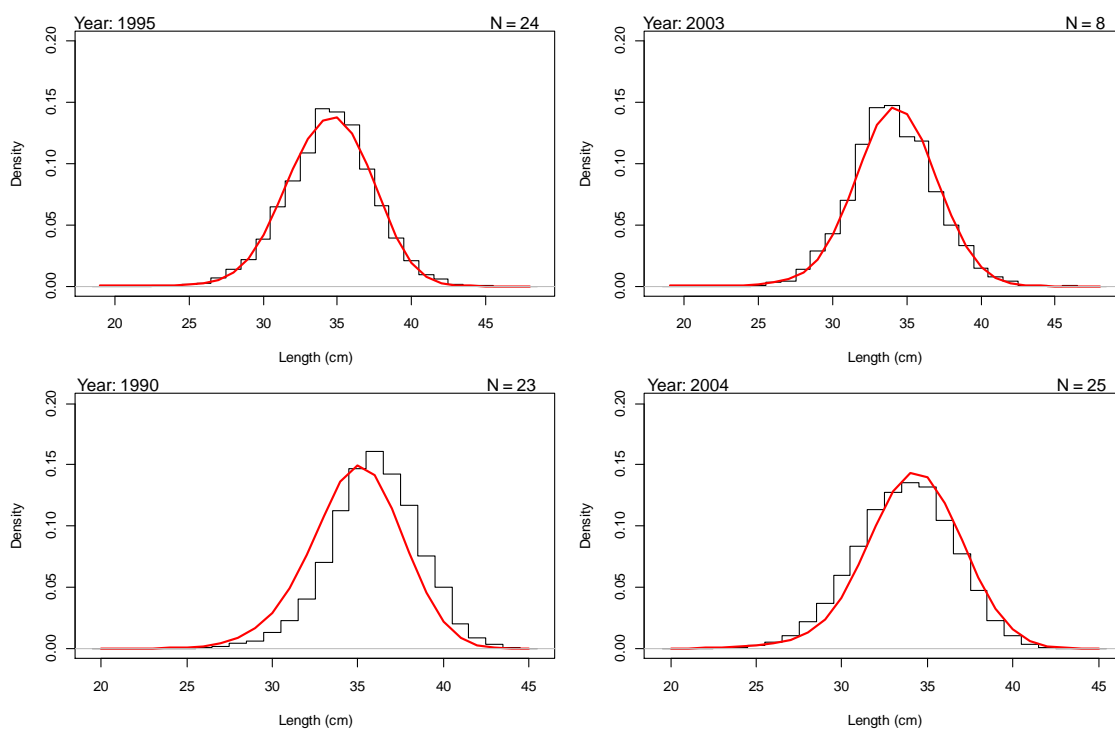 Year: 1995 N = 24
0.20
0.15
0.10
0.05
0.00
Density
20 25 30 35 40 45
Length (cm)
Year: 2003 N = 8
0.20
0.15
0.10
0.05
0.00
Density
20 25 30 35 40 45
Length (cm)
Year: 1990 N = 23
0.20
0.15
0.10
0.05
0.00
Density
20 25 30 35 40 45
Length (cm)
Year: 2004 N = 25
0.20
0.15
0.10
0.05
0.00
Density
20 25 30 35 40 45
Length (cm)